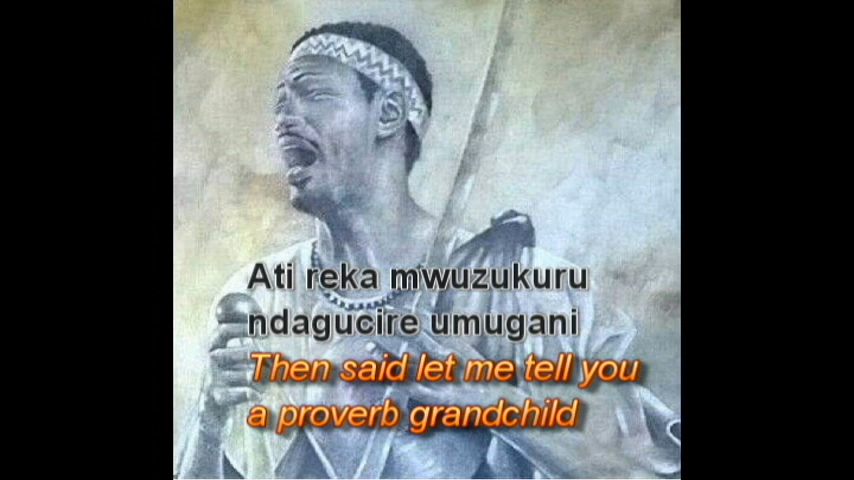 Ati reka mwuzukuru
ndagucire umugani
Then said let me tell you
a proverb grandchild